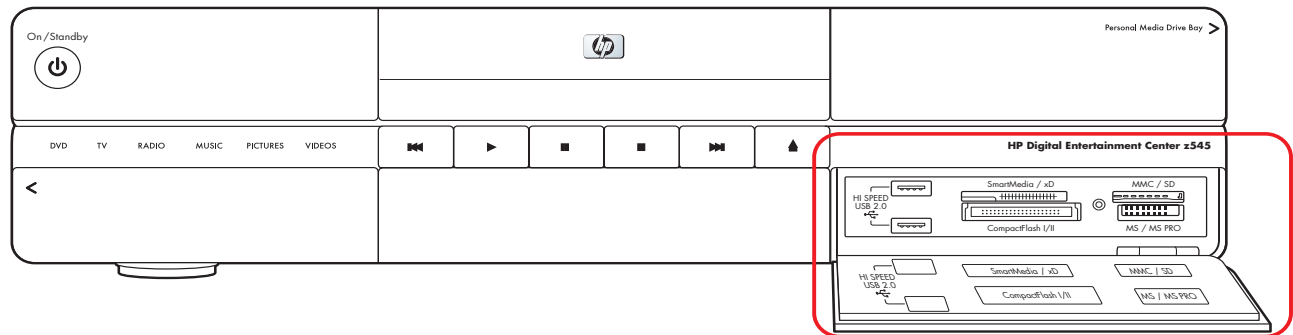 On/Standby
hp
Personal Media Drive Bay >
DVD TV RADIO MUSIC PICTURES VIDEOS
HP Digital Entertainment Center z545
<
HI SPEED
USB 2.0
SmartMedia / xD
MMC / SD
CompactFlash I/II
MS / MS PRO
HI SPEED
USB 2.0
SmartMedia / xD
MMC / SD
CompactFlash I/II
MS / MS PRO